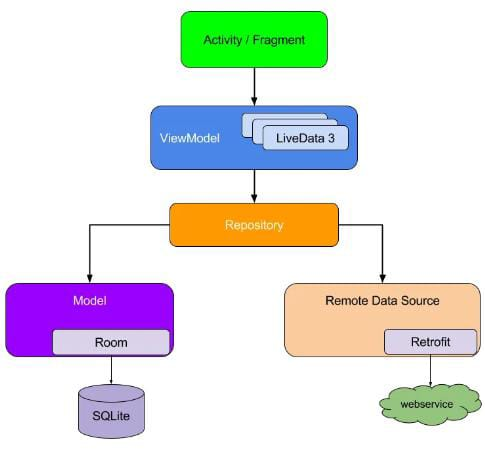 Activity / Fragment
ViewModel
LiveData 3
Repository
Model
Remote Data Source
Room
Retrofit
SQLite
webservice